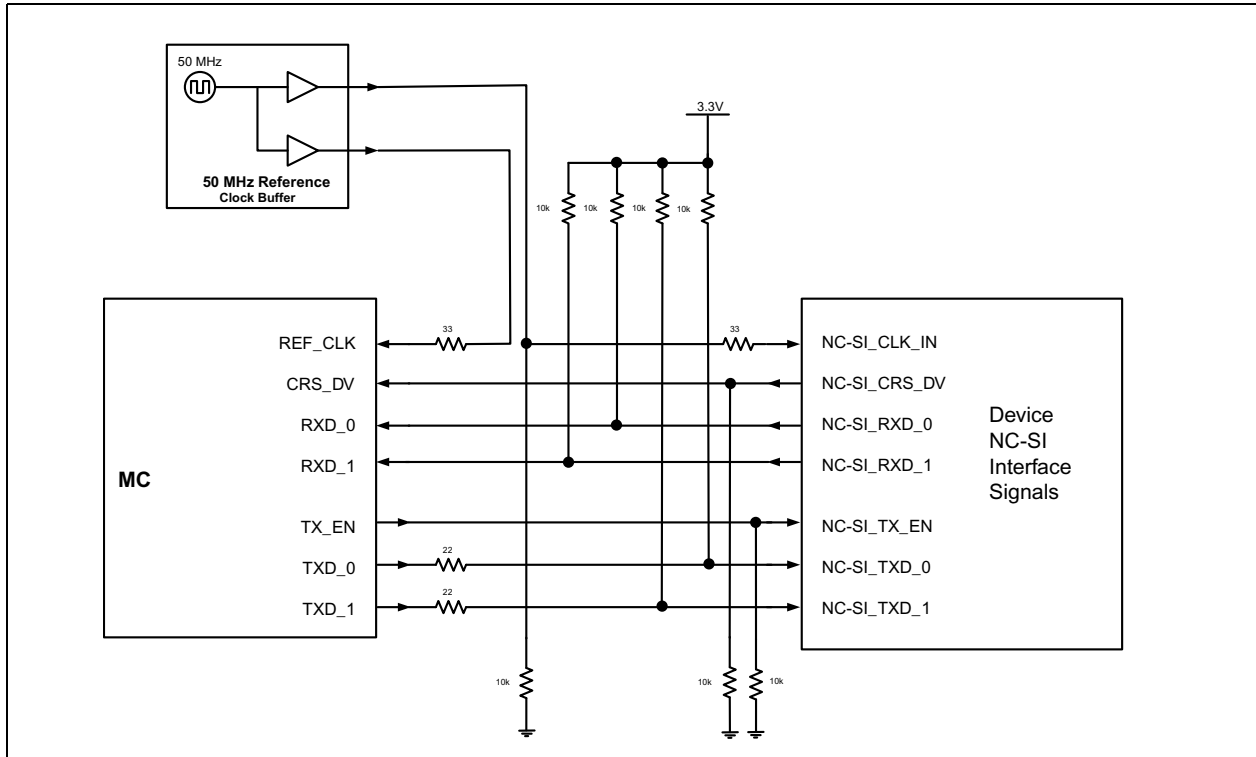 50 MHz
50 MHz Reference
Clock Buffer
3.3V
10k
10k
10k
10k
MC
REF_CLK
CRS_DV
RXD_0
RXD_1
TX_EN
TXD_0
TXD_1
33
22
22
33
NC-SI_CLK_IN
NC-SI_CRS_DV
NC-SI_RXD_0
NC-SI_RXD_1
NC-SI_TX_EN
NC-SI_TXD_0
NC-SI_TXD_1
Device
NC-SI
Interface
Signals
10k
10k
10k